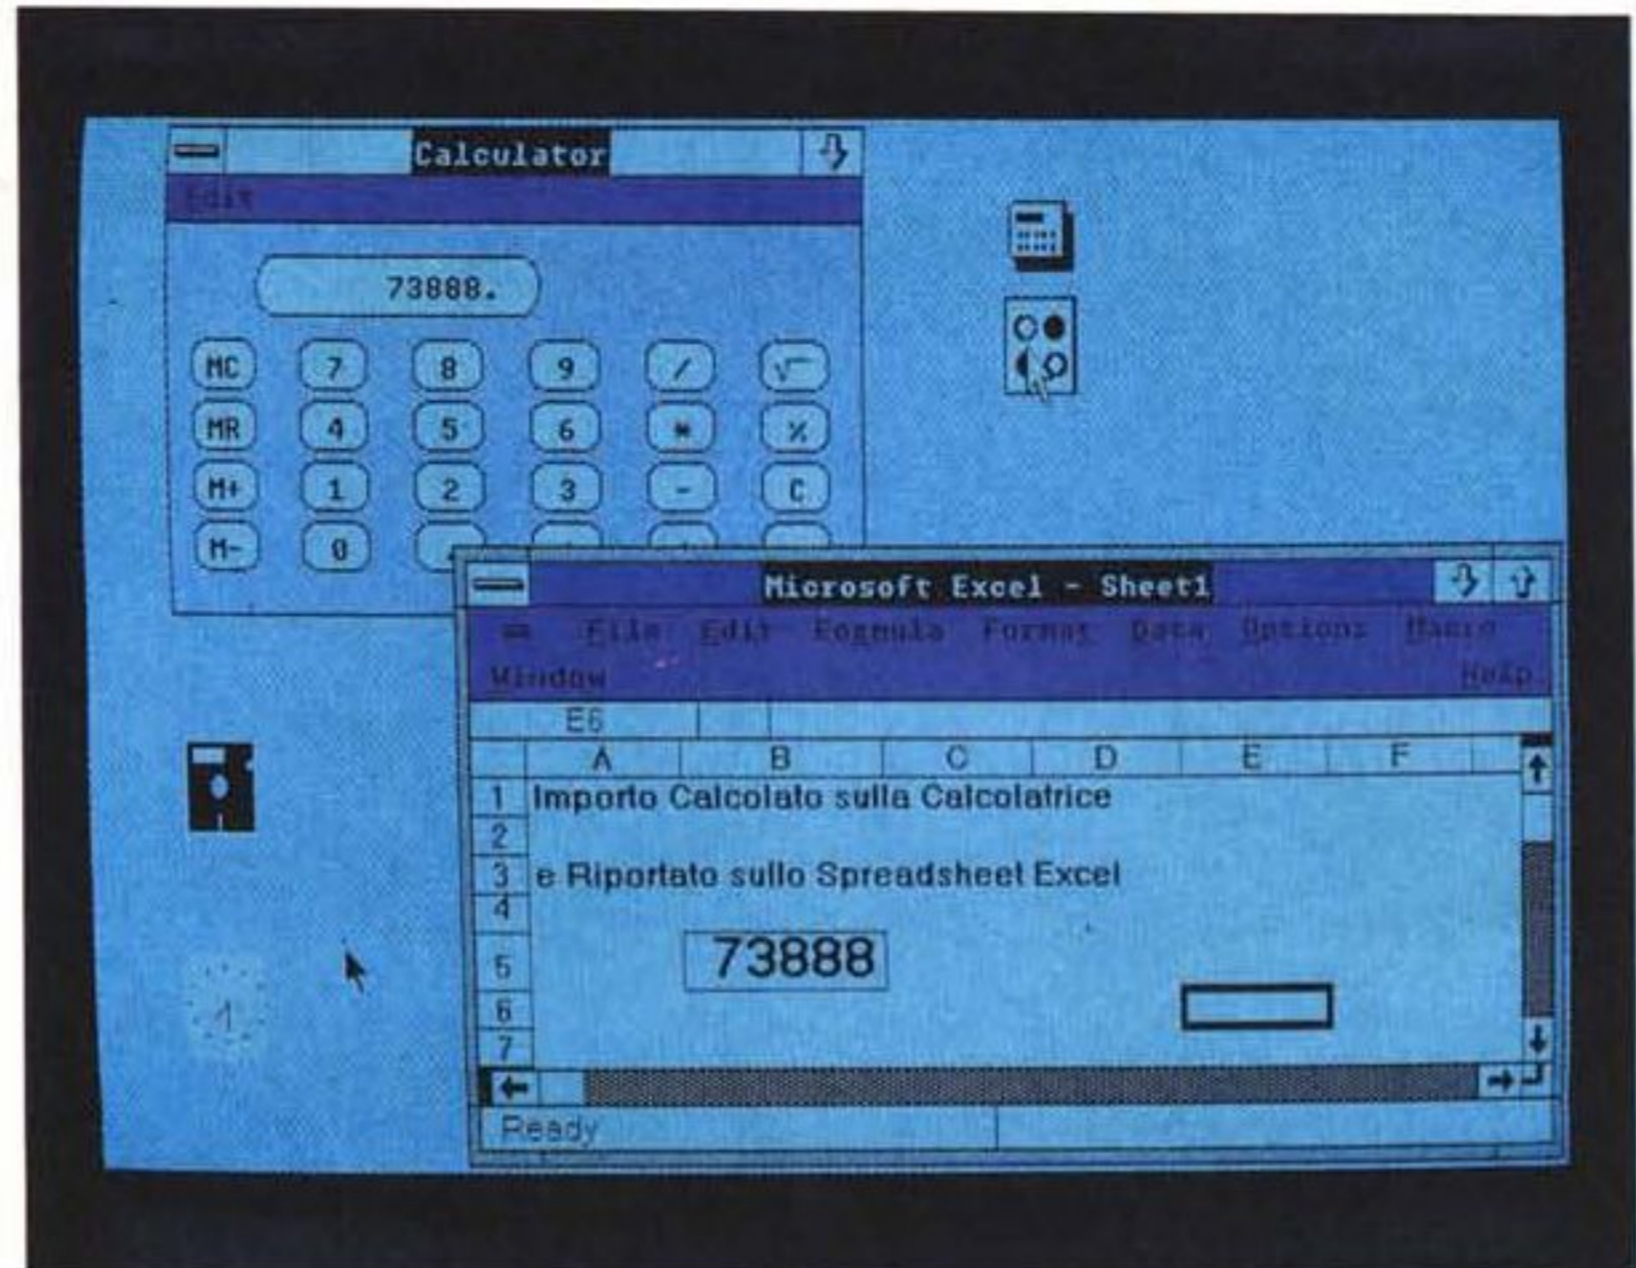 Calculator
Edit
73888.
MC 7 8 9 / √
MR 4 5 6 * %
M+ 1 2 3 - C
M- 0
Microsoft Excel - Sheet1
File Edit Formula Format Data Options Macro
Window Help
E6
A B C D E F
1 Importo Calcolato sulla Calcolatrice
2
3 e Riportato sullo Spreadsheet Excel
4
5 73888
6
7
Ready